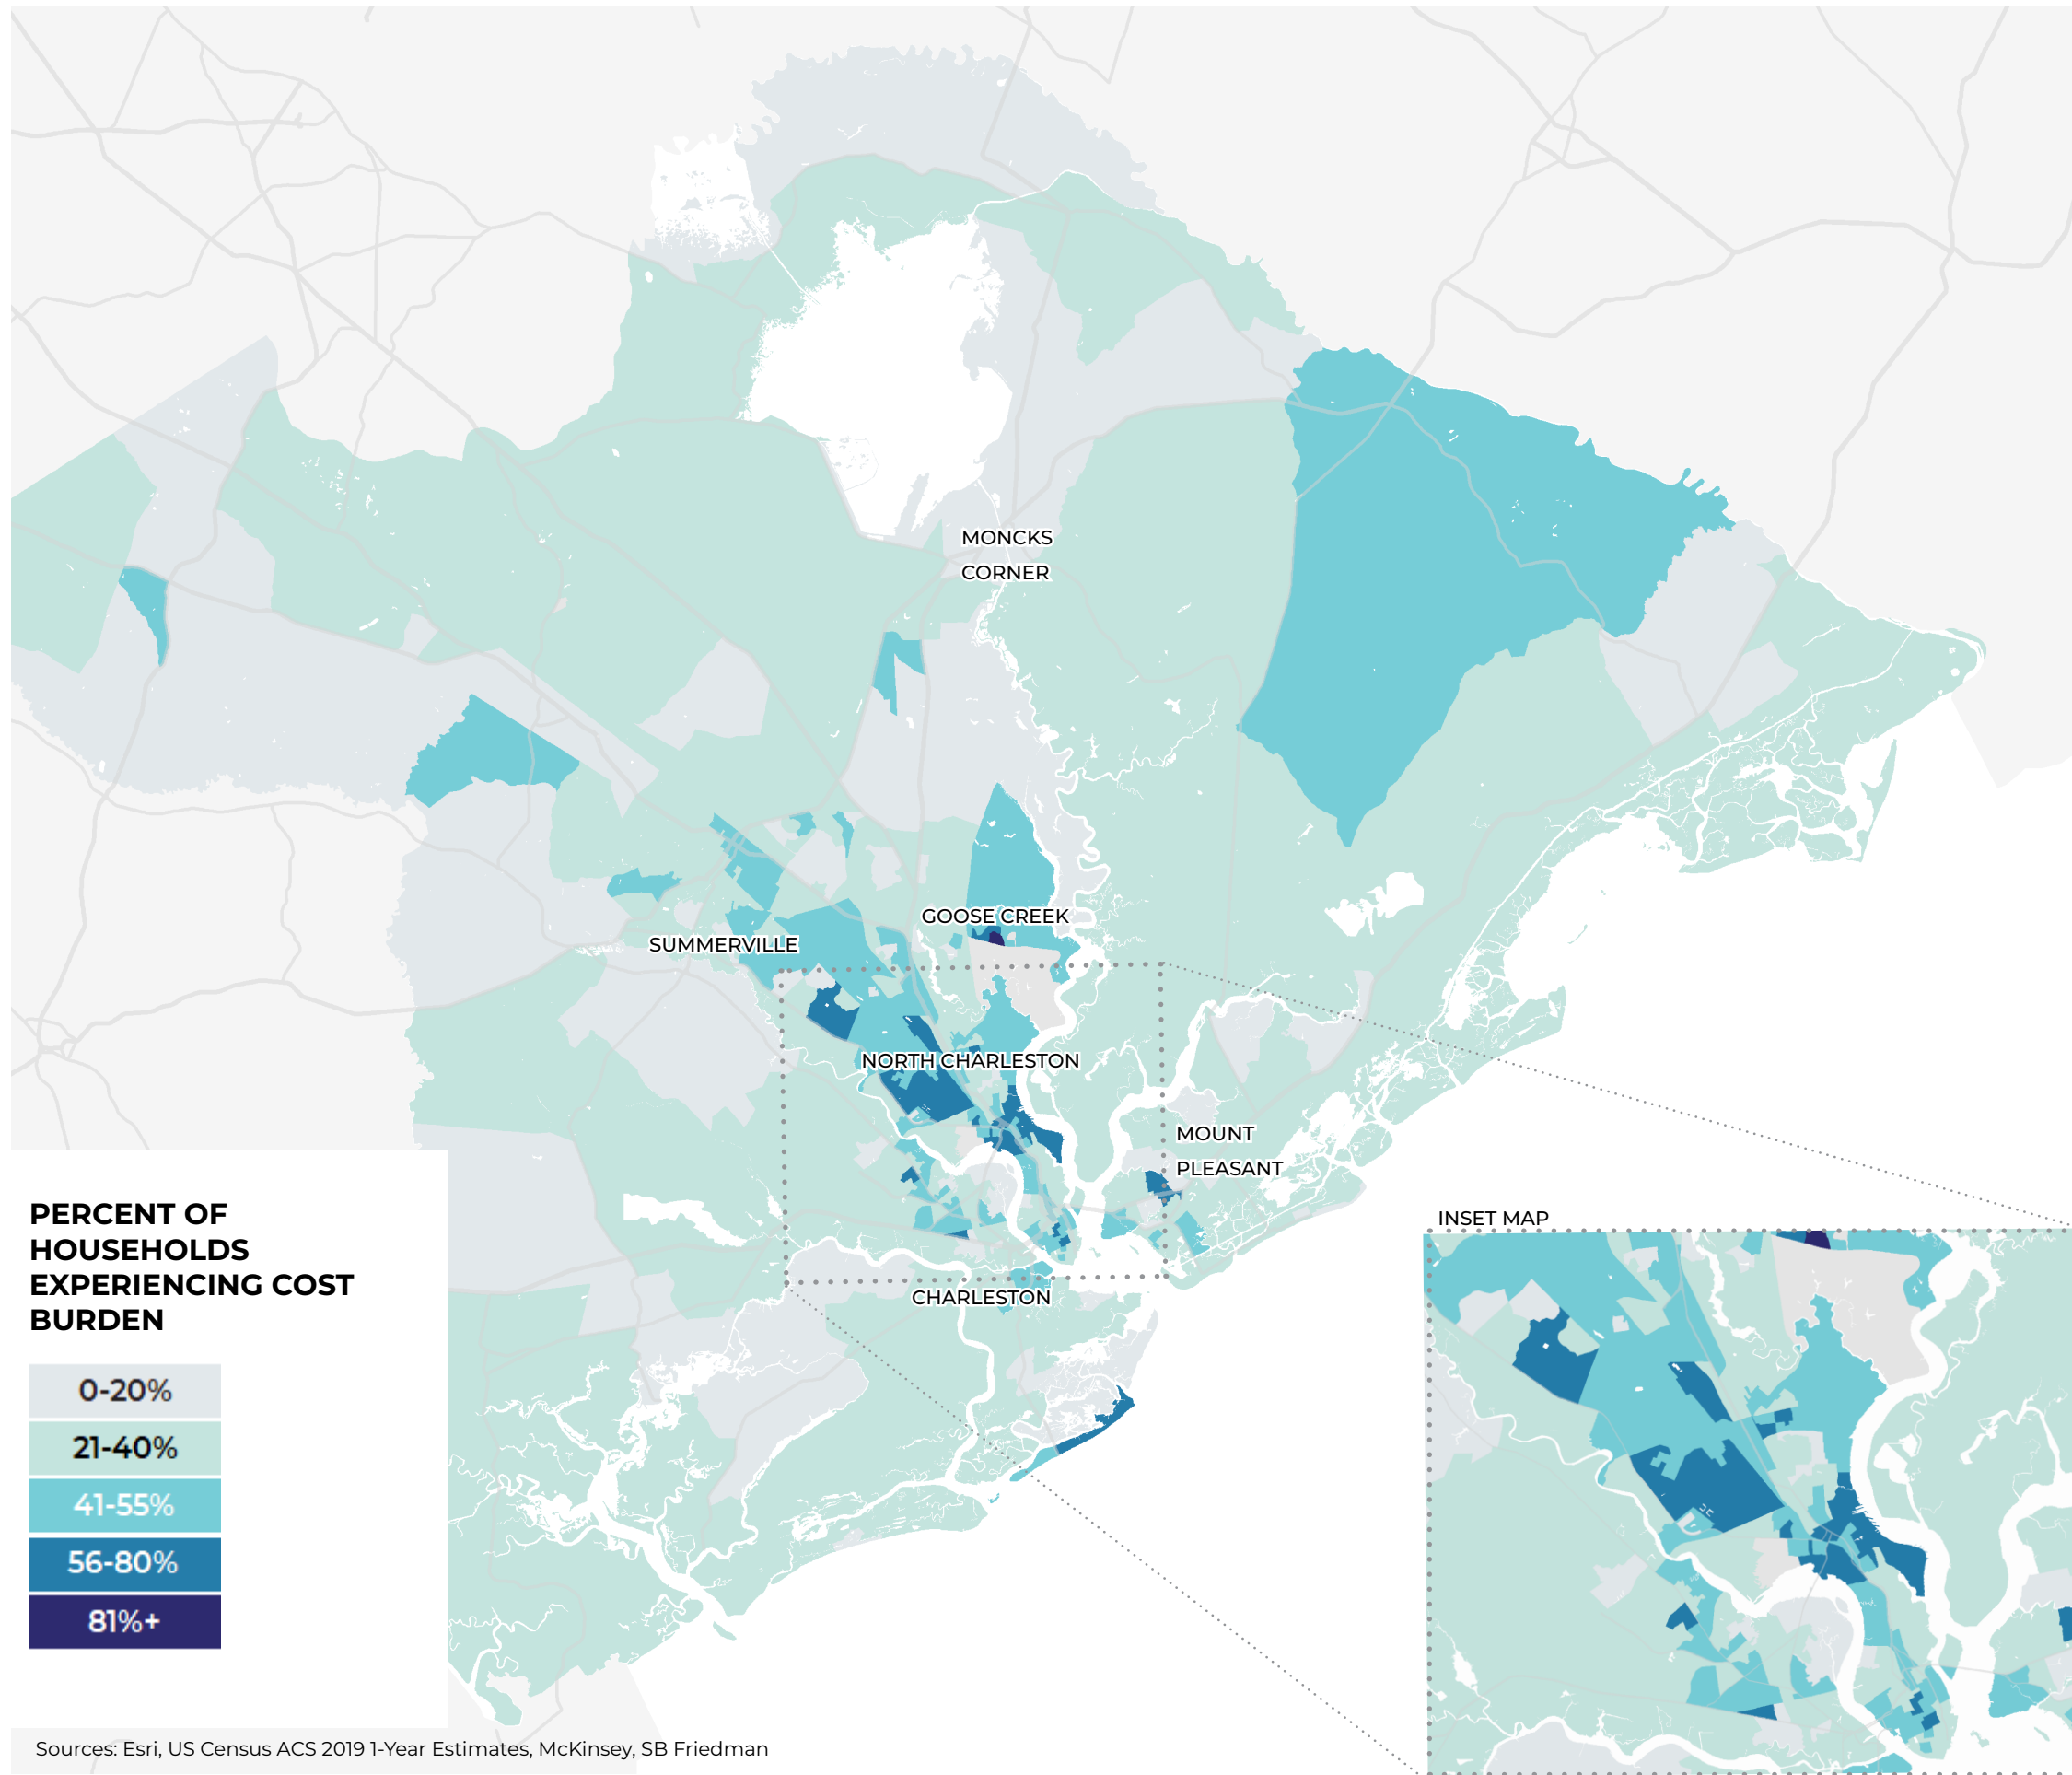 MONCKS
CORNER
GOOSE CREEK
SUMMERVILLE
NORTH CHARLESTON
MOUNT
PLEASANT
CHARLESTON
INSET MAP
PERCENT OF
HOUSEHOLDS
EXPERIENCING COST
BURDEN
0-20%
21-40%
41-55%
56-80%
81%+
Sources: Esri, US Census ACS 2019 1-Year Estimates, McKinsey, SB Friedman